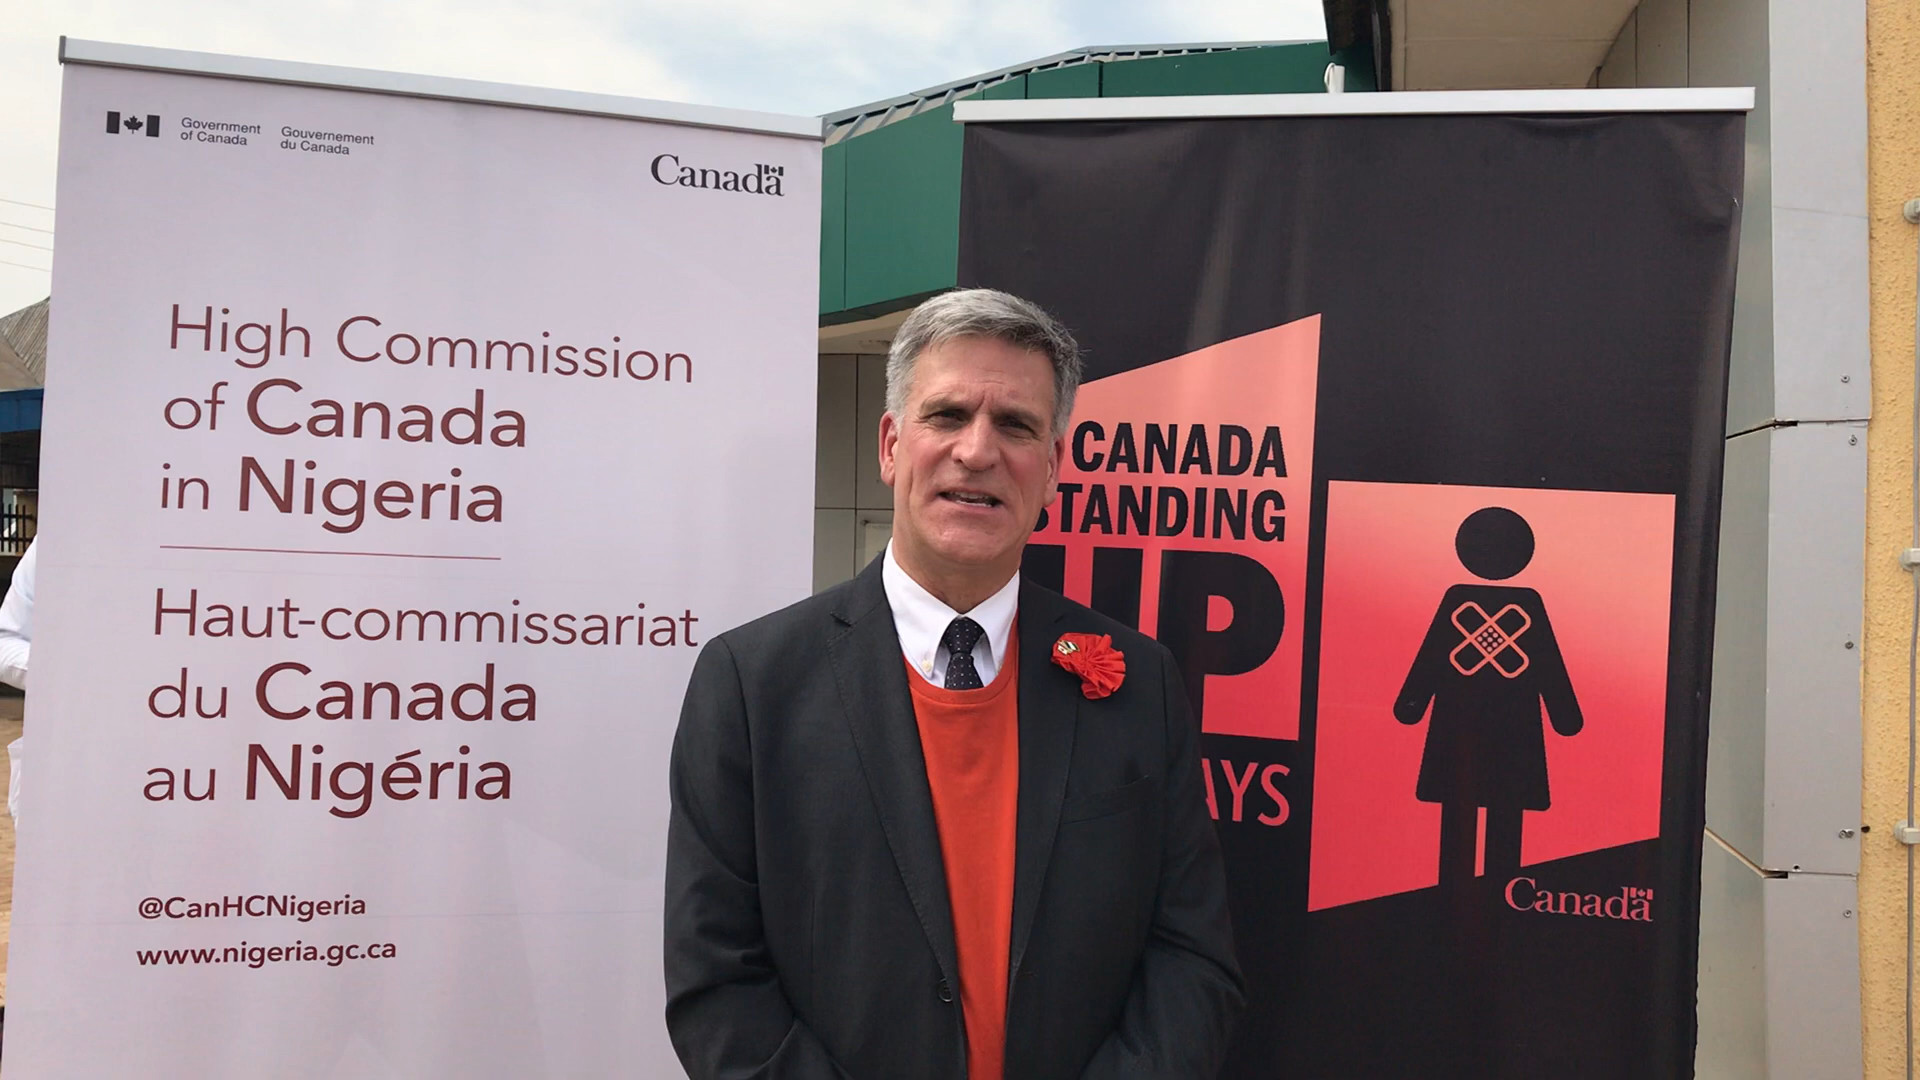 Government
of Canada
Gouvernement
du Canada
Canada
High Commission
of Canada
in Nigeria
Haut-commissariat
du Canada
au Nigéria
@CanHCNigeria
www.nigeria.gc.ca
CANADA
STANDING
UP
Canada